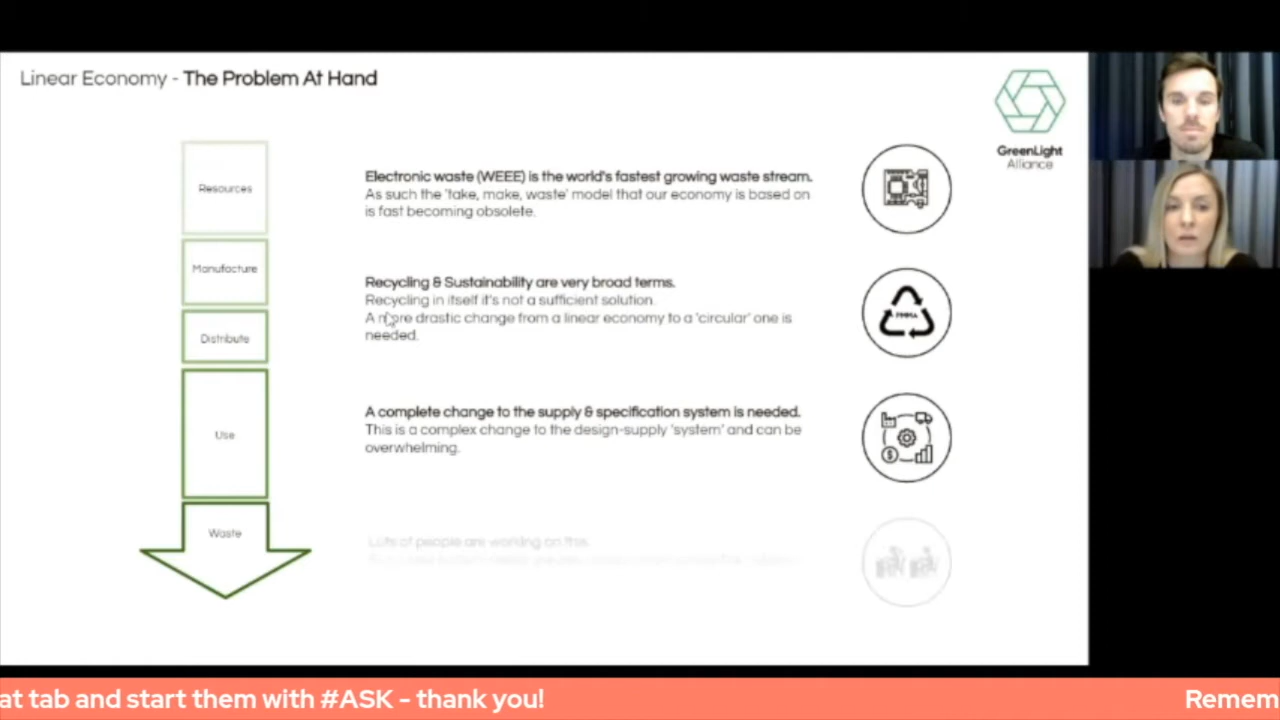 Linear Economy - The Problem At Hand
GreenLight
Alliance
Resources
Manufacture
Distribute
Use
Waste
Electronic waste (WEEE) is the world's fastest growing waste stream.
As such the 'take, make, waste' model that our economy is based on
is fast becoming obsolete.
Recycling & Sustainability are very broad terms.
Recycling in itself it's not a sufficient solution.
A more drastic change from a linear economy to a 'circular' one is
needed.
A complete change to the supply & specification system is needed.
This is a complex change to the design-supply 'system' and can be
overwhelming.
Lots of people are working on this.
at tab and start them with #ASK - thank you!
Remem